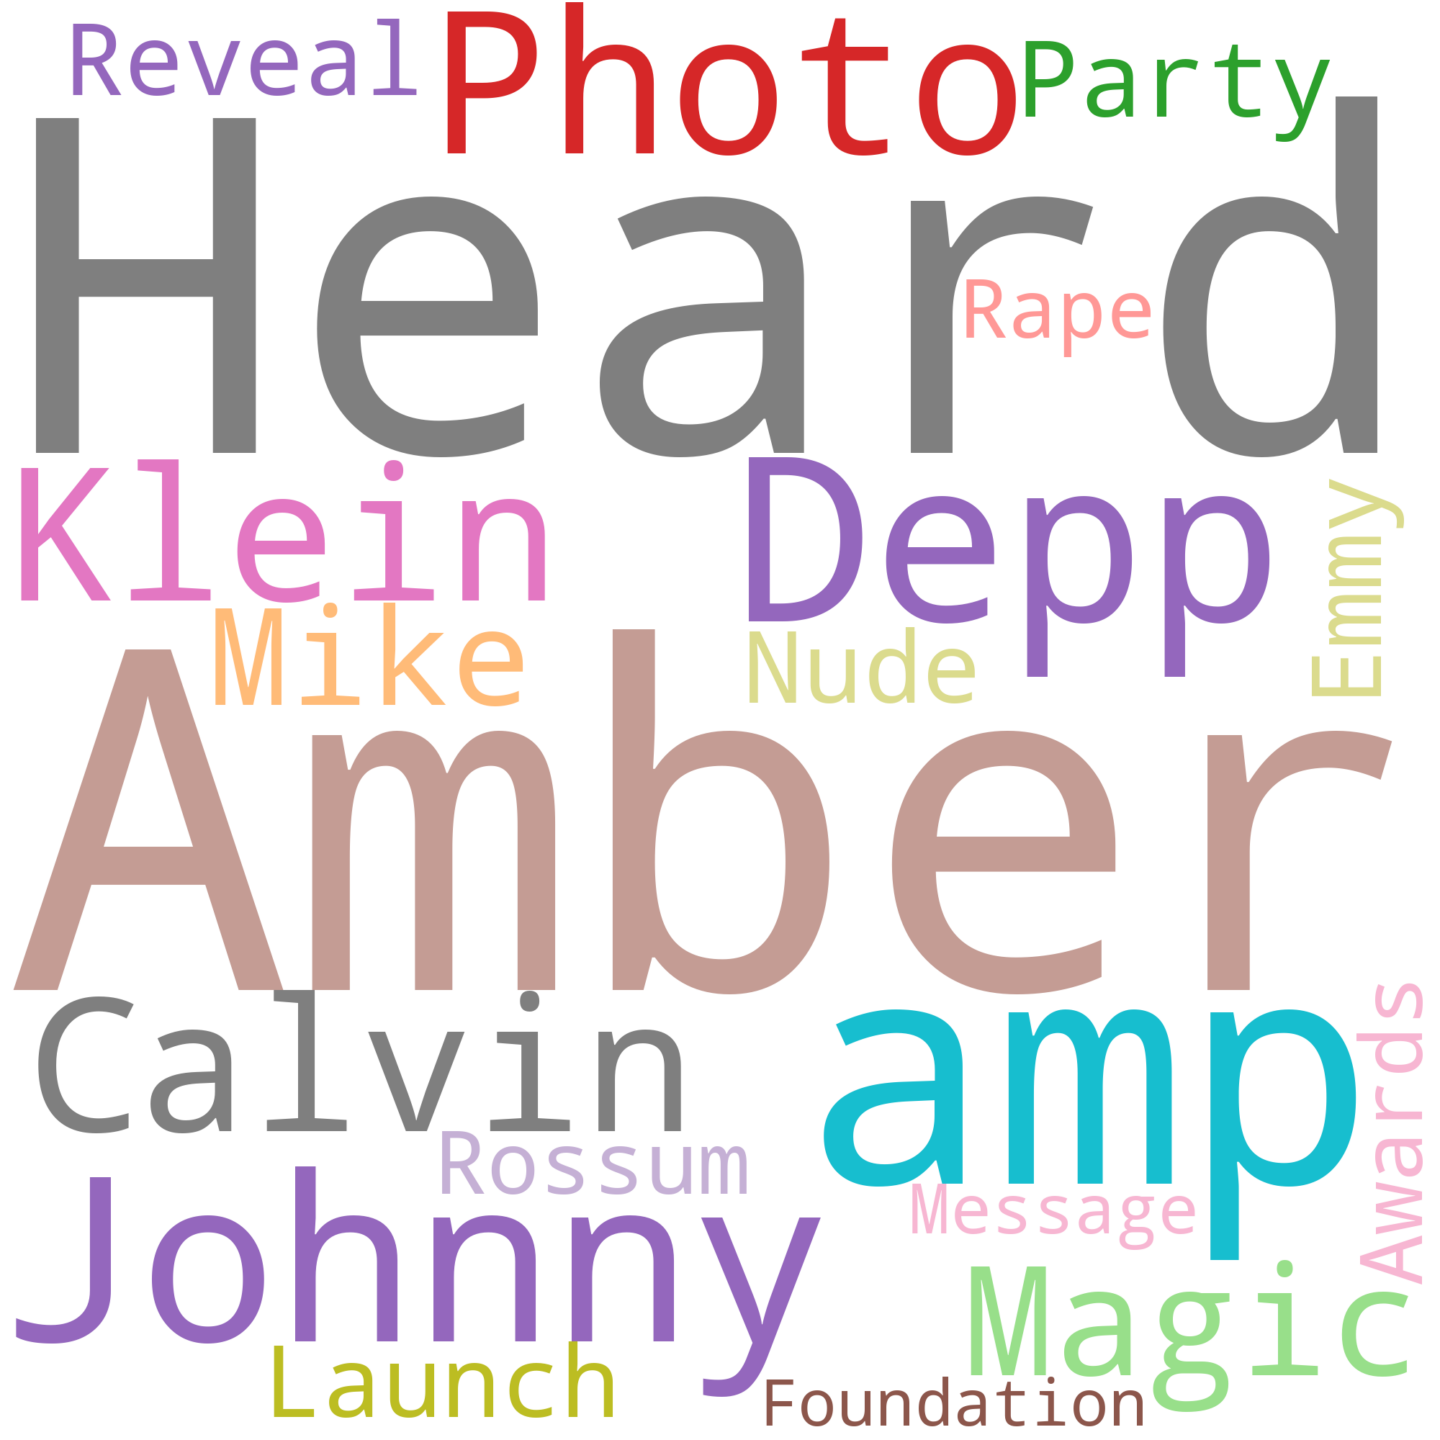 Reveal
Photo
Party
Heard
Rape
Klein
Depp
Emmy
Mike
Nude
Amber
Calvin
amp
Awards
Rossum
Message
Johnny
Magic
Launch
Foundation